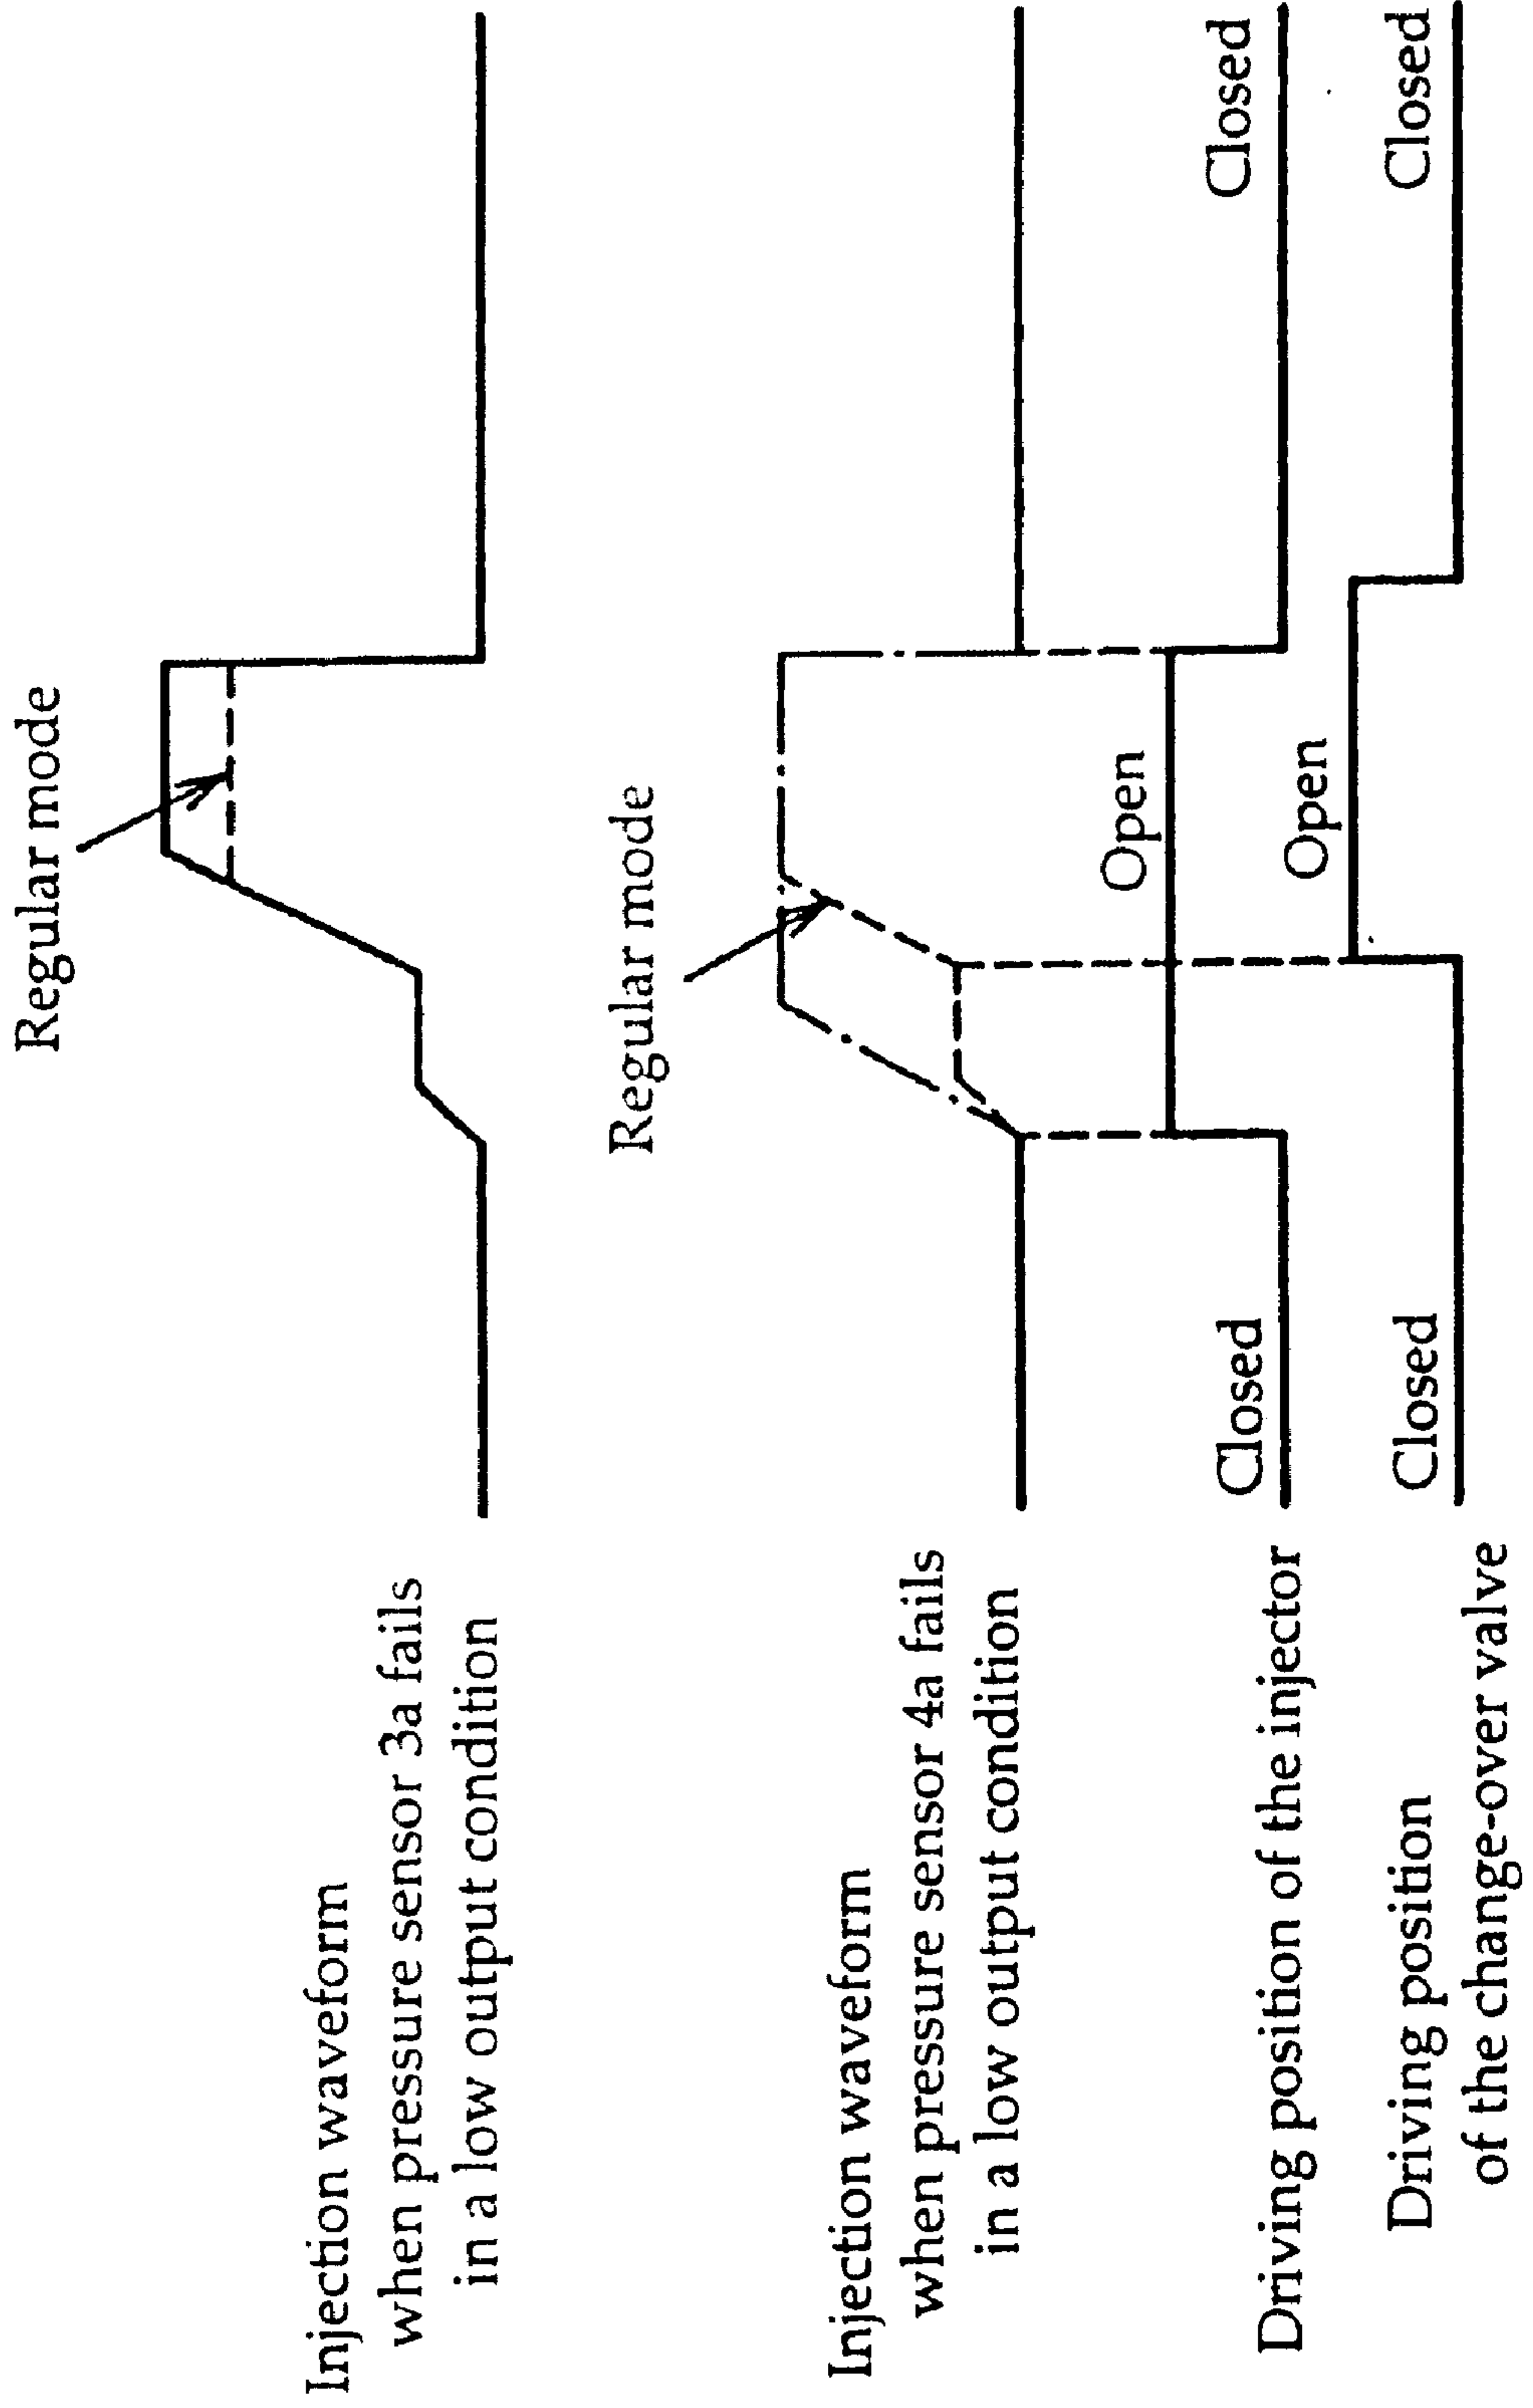 Regular mode
Injection waveform
when pressure sensor 3a fails
in a low output condition
Regular mode
Injection waveform
when pressure sensor 4a fails
in a low output condition
Open
Closed
Closed
Driving position of the injector
Open
Closed
Closed
Driving position
of the change-over valve